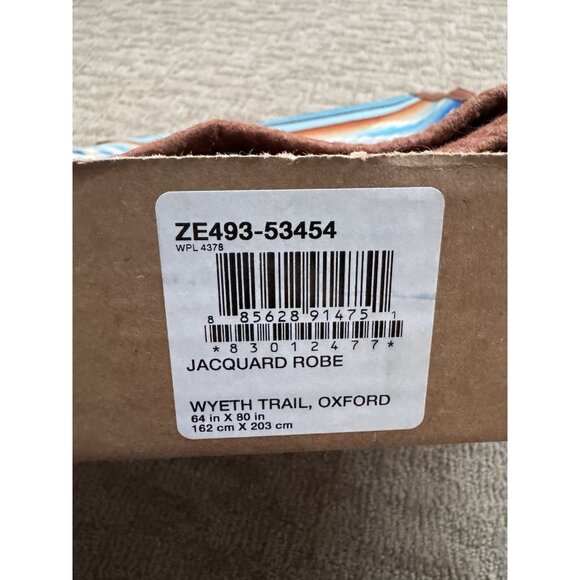 ZE493-53454
WPL 4378
8 85628 91475 1
*83012477*
JACQUARD ROBE
WYETH TRAIL, OXFORD
64 in X 80 in
162 cm X 203 cm